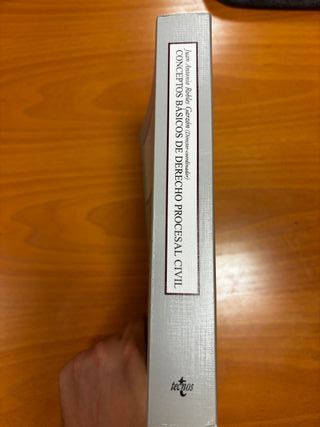 Juan Antonio Robles Garzón (Director-coordinador)
CONCEPTOS BÁSICOS DE DERECHO PROCESAL CIVIL
tecnos